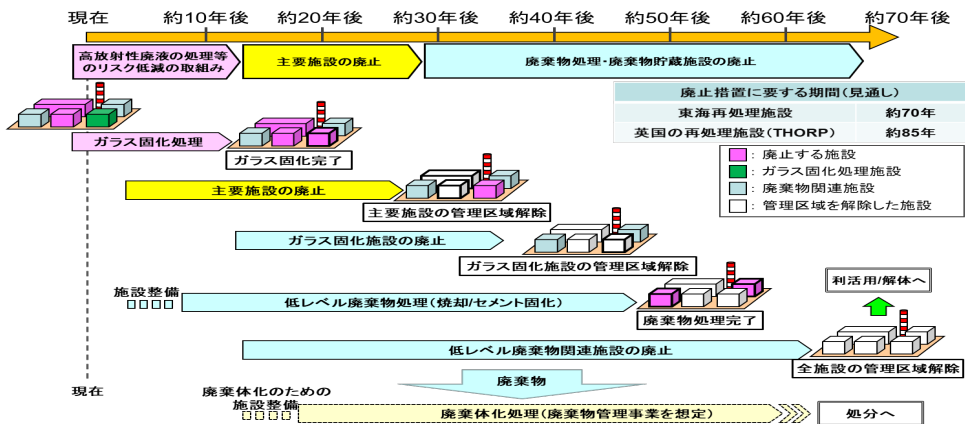 現在
約10年後
約20年後
約30年後
約40年後
約50年後
約60年後
約70年後
高放射性廃液の処理等
のリスク低減の取組み
主要施設の廃止
廃棄物処理・廃棄物貯蔵施設の廃止
廃止措置に要する期間(見通し)
東海再処理施設 約70年
英国の再処理施設(THORP) 約85年
:廃止する施設
:ガラス固化処理施設
:廃棄物関連施設
:管理区域を解除した施設
ガラス固化処理
ガラス固化完了
主要施設の廃止
主要施設の管理区域解除
ガラス固化施設の廃止
ガラス固化施設の管理区域解除
施設整備
低レベル廃棄物処理(焼却/セメント固化)
廃棄物処理完了
利活用/解体へ
低レベル廃棄物関連施設の廃止
全施設の管理区域解除
現在
廃棄物
廃棄体化のための
施設整備
廃棄体化処理(廃棄物管理事業を想定)
処分へ